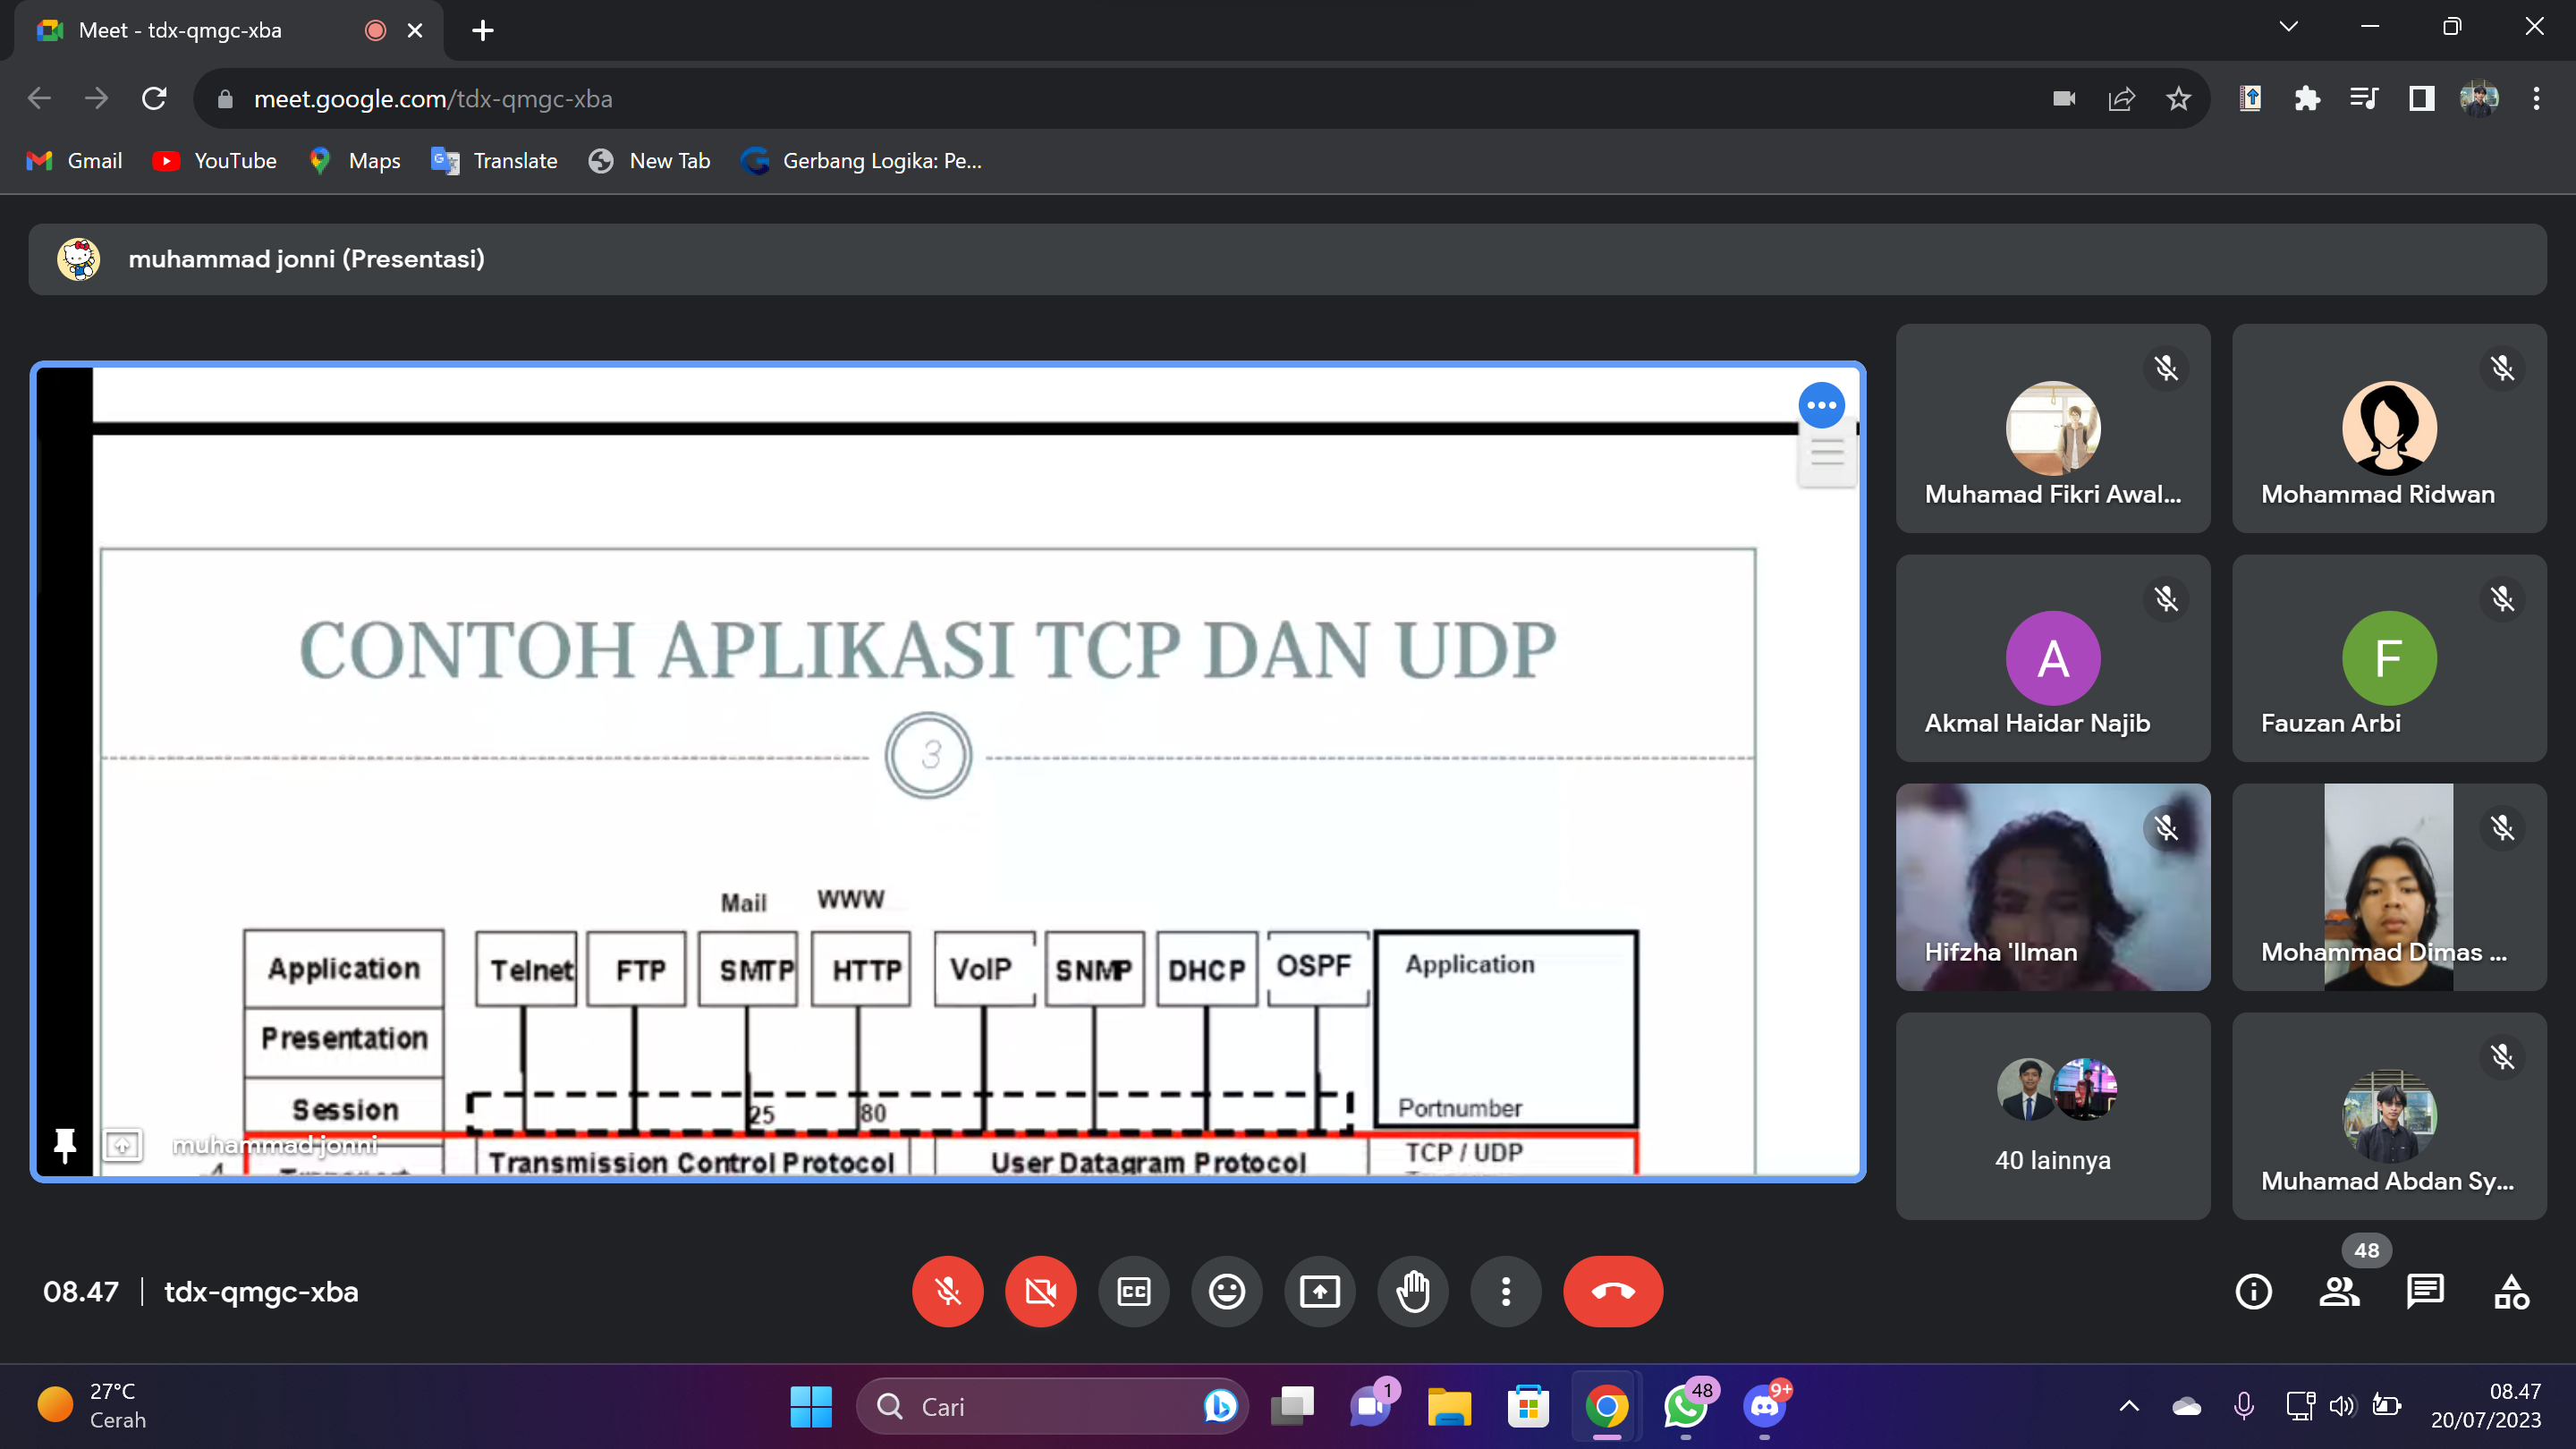 Meet - tdx-qmgc-xba
meet.google.com/tdx-qmgc-xba
Gmail
YouTube
Maps
Translate
New Tab
Gerbang Logika: Pe...
muhammad jonni (Presentasi)
CONTOH APLIKASI TCP DAN UDP
3
Mail
WWW
Application
Telnet
FTP
SMTP
HTTP
VoIP
SNMP
DHCP
OSPF
Application
Presentation
Session
25
80
Portnumber
muhammad jonni
4
Transmission Control Protocol
User Datagram Protocol
TCP / UDP
Muhamad Fikri Awal...
Mohammad Ridwan
A
Akmal Haidar Najib
F
Fauzan Arbi
Hifzha 'Ilman
Mohammad Dimas ...
40 lainnya
Muhamad Abdan Sy...
08.47
tdx-qmgc-xba
CC
48
27°C
Cerah
Cari
1
48
9+
08.47
20/07/2023